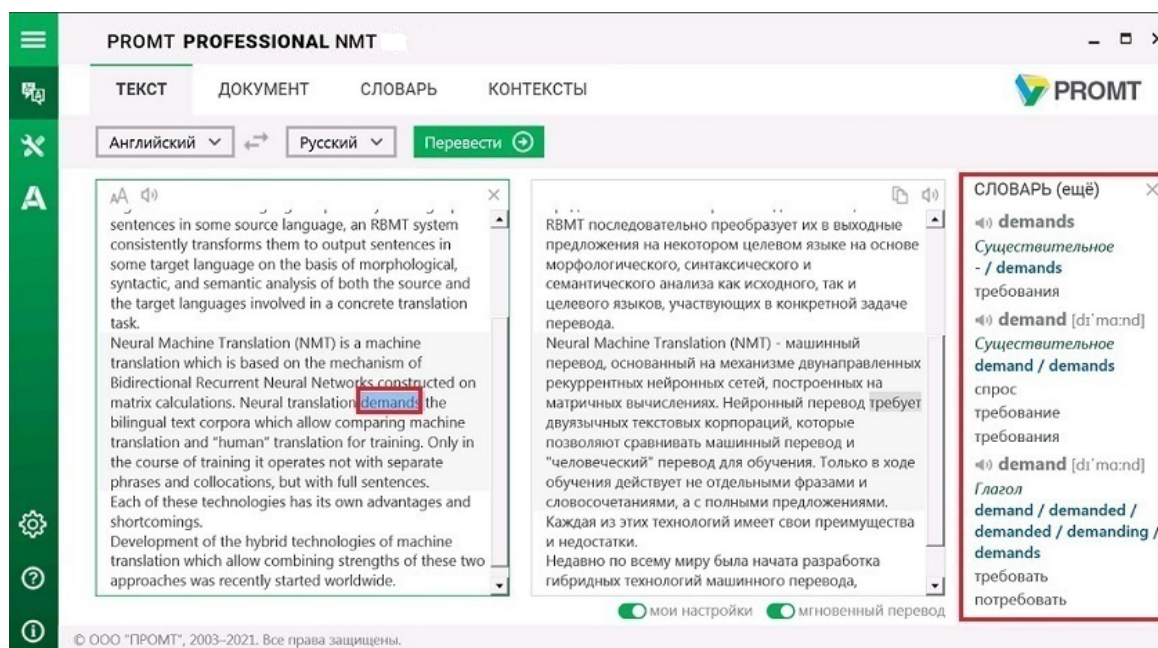 PROMT PROFESSIONAL NMT
ТЕКСТ ДОКУМЕНТ СЛОВАРЬ КОНТЕКСТЫ
PROMT
Английский Русский Перевести
sentences in some source language, an RBMT system
consistently transforms them to output sentences in
some target language on the basis of morphological,
syntactic, and semantic analysis of both the source and
the target languages involved in a concrete translation
task.
Neural Machine Translation (NMT) is a machine
translation which is based on the mechanism of
Bidirectional Recurrent Neural Networks constructed on
matrix calculations. Neural translation demands the
bilingual text corpora which allow comparing machine
translation and "human" translation for training. Only in
the course of training it operates not with separate
phrases and collocations, but with full sentences.
Each of these technologies has its own advantages and
shortcomings.
Development of the hybrid technologies of machine
translation which allow combining strengths of these two
approaches was recently started worldwide.
RBMT последовательно преобразует их в выходные
предложения на некотором целевом языке на основе
морфологического, синтаксического и
семантического анализа как исходного, так и
целевого языков, участвующих в конкретной задаче
перевода.
Neural Machine Translation (NMT) - машинный
перевод, основанный на механизме двунаправленных
рекуррентных нейронных сетей, построенных на
матричных вычислениях. Нейронный перевод требует
двуязычных текстовых корпораций, которые
позволяют сравнивать машинный перевод и
"человеческий" перевод для обучения. Только в ходе
обучения действует не отдельными фразами и
словосочетаниями, а с полными предложениями.
Каждая из этих технологий имеет свои преимущества
и недостатки.
Недавно по всему миру была начата разработка
гибридных технологий машинного перевода,
СЛОВАРЬ (ещё)
demands
Существительное
- / demands
требования
demand [dɪˈmɑːnd]
Существительное
demand / demands
спрос
требование
требования
demand [dɪˈmɑːnd]
Глагол
demand / demanded /
demanded / demanding /
demands
требовать
потребовать
мои настройки мгновенный перевод
© ООО "ПРОМТ", 2003–2021. Все права защищены.